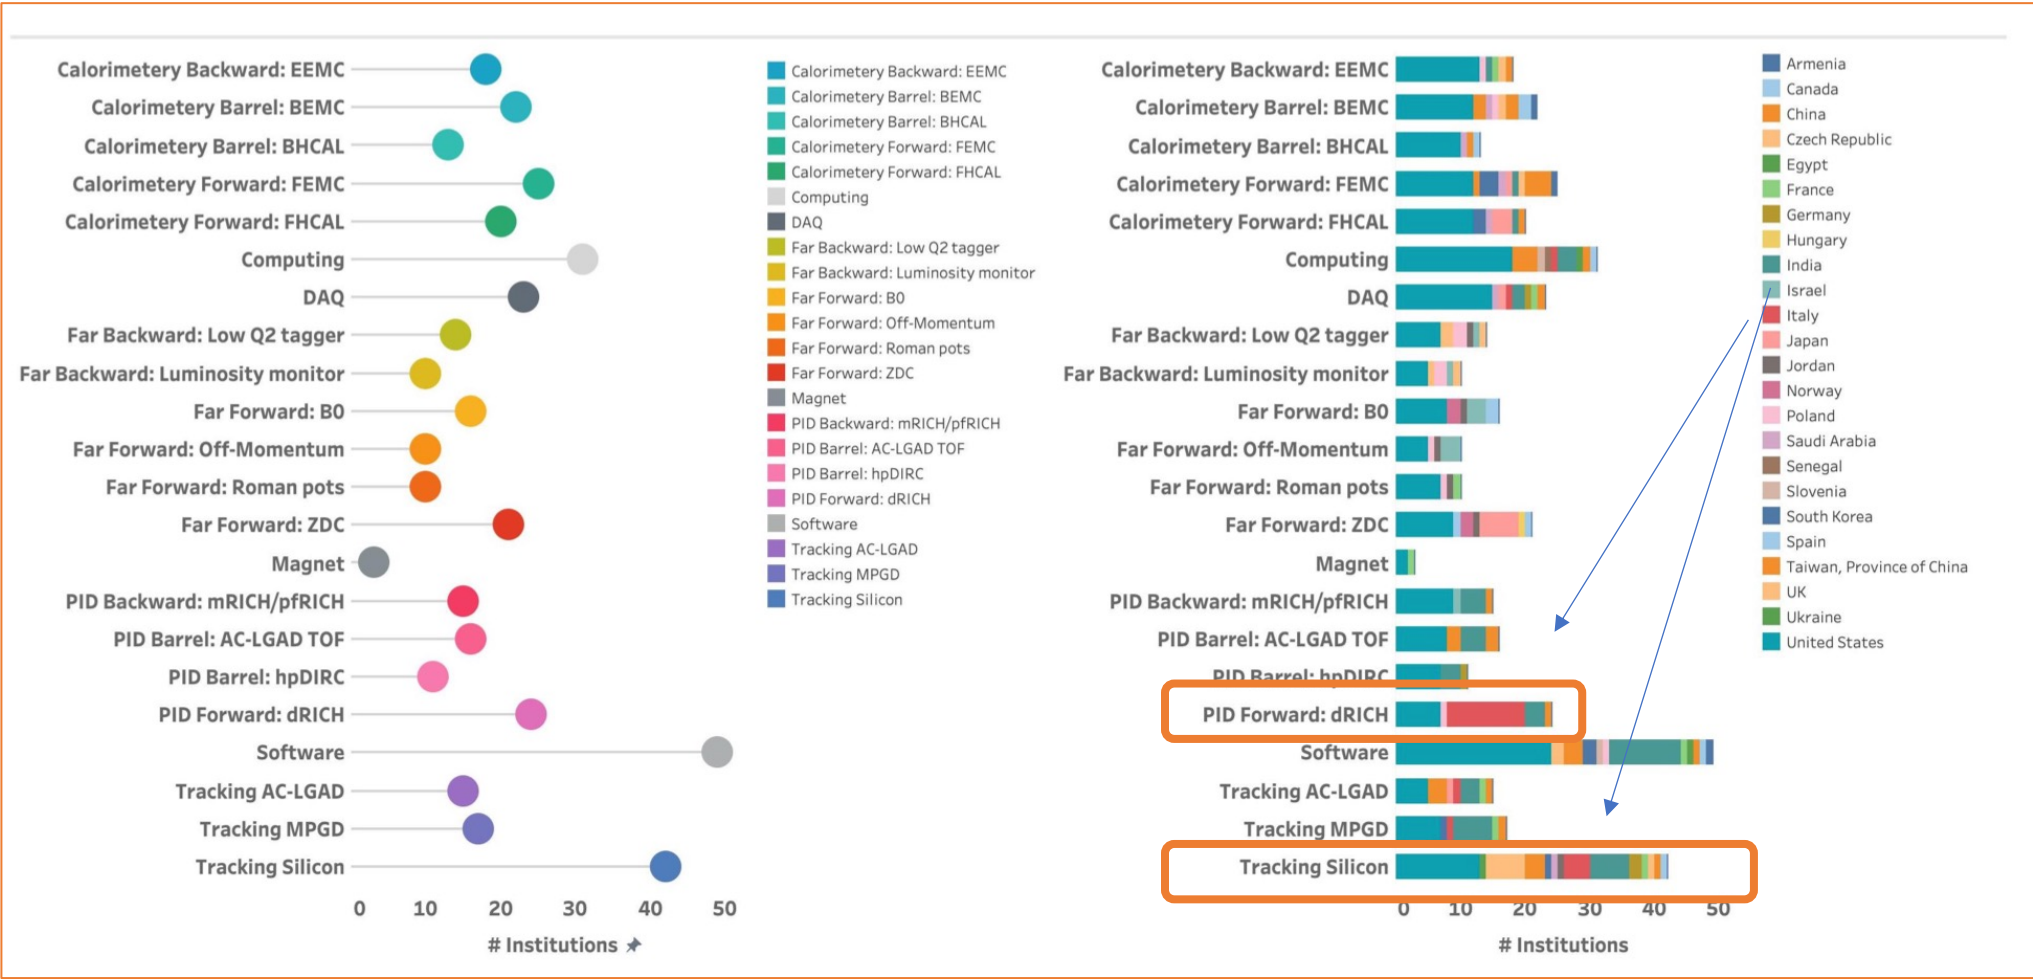 Calorimetery Backward: EEMC
Calorimetery Barrel: BEMC
Calorimetery Barrel: BHCAL
Calorimetery Forward: FEMC
Calorimetery Forward: FHCAL
Computing
DAQ
Far Backward: Low Q2 tagger
Far Backward: Luminosity monitor
Far Forward: B0
Far Forward: Off-Momentum
Far Forward: Roman pots
Far Forward: ZDC
Magnet
PID Backward: mRICH/pfRICH
PID Barrel: AC-LGAD TOF
PID Barrel: hpDIRC
PID Forward: dRICH
Software
Tracking AC-LGAD
Tracking MPGD
Tracking Silicon
0 10 20 30 40 50
# Institutions
Calorimetery Backward: EEMC
Calorimetery Barrel: BEMC
Calorimetery Barrel: BHCAL
Calorimetery Forward: FEMC
Calorimetery Forward: FHCAL
Computing
DAQ
Far Backward: Low Q2 tagger
Far Backward: Luminosity monitor
Far Forward: B0
Far Forward: Off-Momentum
Far Forward: Roman pots
Far Forward: ZDC
Magnet
PID Backward: mRICH/pfRICH
PID Barrel: AC-LGAD TOF
PID Barrel: hpDIRC
PID Forward: dRICH
Software
Tracking AC-LGAD
Tracking MPGD
Tracking Silicon
Calorimetery Backward: EEMC
Calorimetery Barrel: BEMC
Calorimetery Barrel: BHCAL
Calorimetery Forward: FEMC
Calorimetery Forward: FHCAL
Computing
DAQ
Far Backward: Low Q2 tagger
Far Backward: Luminosity monitor
Far Forward: B0
Far Forward: Off-Momentum
Far Forward: Roman pots
Far Forward: ZDC
Magnet
PID Backward: mRICH/pfRICH
PID Barrel: AC-LGAD TOF
PID Barrel: hpDIRC
PID Forward: dRICH
Software
Tracking AC-LGAD
Tracking MPGD
Tracking Silicon
0 10 20 30 40 50
# Institutions
Armenia
Canada
China
Czech Republic
Egypt
France
Germany
Hungary
India
Israel
Italy
Japan
Jordan
Norway
Poland
Saudi Arabia
Senegal
Slovenia
South Korea
Spain
Taiwan, Province of China
UK
Ukraine
United States